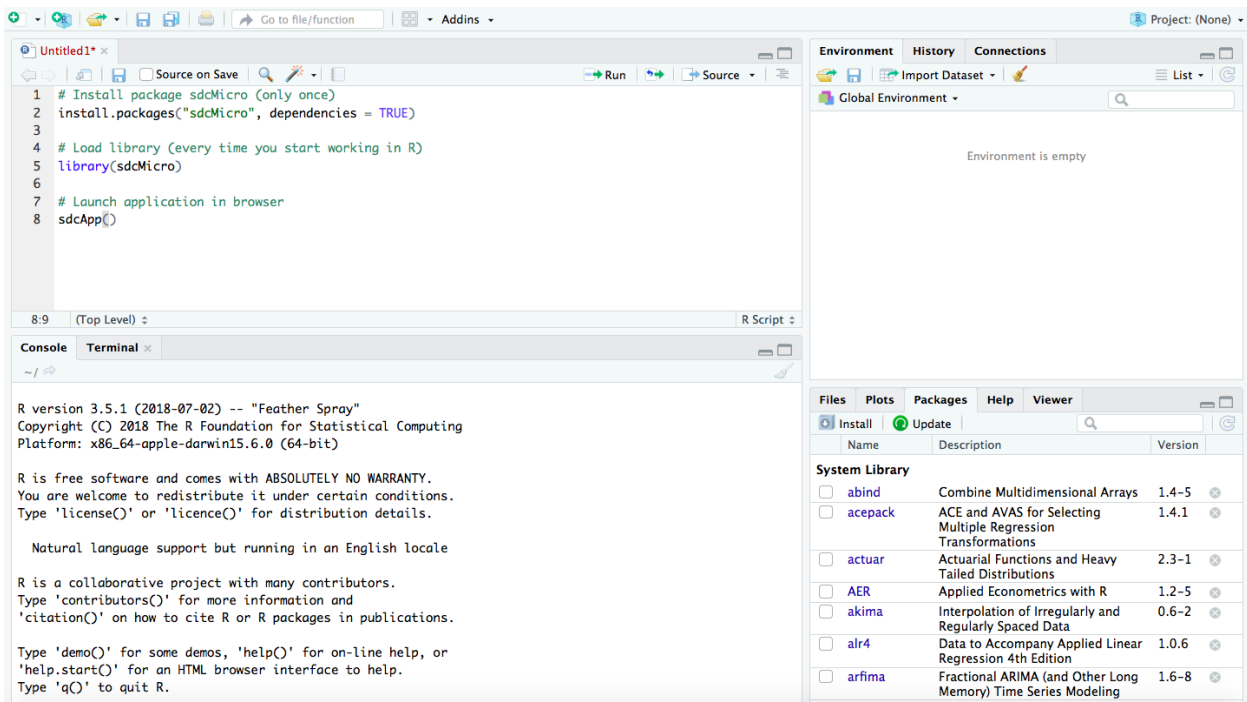 Go to file/function
Addins
Project: (None)
Untitled1*
Source on Save
Run
Source
1 # Install package sdcMicro (only once)
2 install.packages("sdcMicro", dependencies = TRUE)
3
4 # Load library (every time you start working in R)
5 library(sdcMicro)
6
7 # Launch application in browser
8 sdcApp()
8:9 (Top Level) R Script
Console Terminal
~/
R version 3.5.1 (2018-07-02) -- "Feather Spray"
Copyright (C) 2018 The R Foundation for Statistical Computing
Platform: x86_64-apple-darwin15.6.0 (64-bit)
R is free software and comes with ABSOLUTELY NO WARRANTY.
You are welcome to redistribute it under certain conditions.
Type 'license()' or 'licence()' for distribution details.
Natural language support but running in an English locale
R is a collaborative project with many contributors.
Type 'contributors()' for more information and
'citation()' on how to cite R or R packages in publications.
Type 'demo()' for some demos, 'help()' for on-line help, or
'help.start()' for an HTML browser interface to help.
Type 'q()' to quit R.
Environment History Connections
Import Dataset List
Global Environment
Environment is empty
Files Plots Packages Help Viewer
Install Update
Name Description Version
System Library
abind Combine Multidimensional Arrays 1.4-5
acepack ACE and AVAS for Selecting 1.4.1
Multiple Regression
Transformations
actuar Actuarial Functions and Heavy 2.3-1
Tailed Distributions
AER Applied Econometrics with R 1.2-5
akima Interpolation of Irregularly and 0.6-2
Regularly Spaced Data
alr4 Data to Accompany Applied Linear 1.0.6
Regression 4th Edition
arfima Fractional ARIMA (and Other Long 1.6-8
Memory) Time Series Modeling